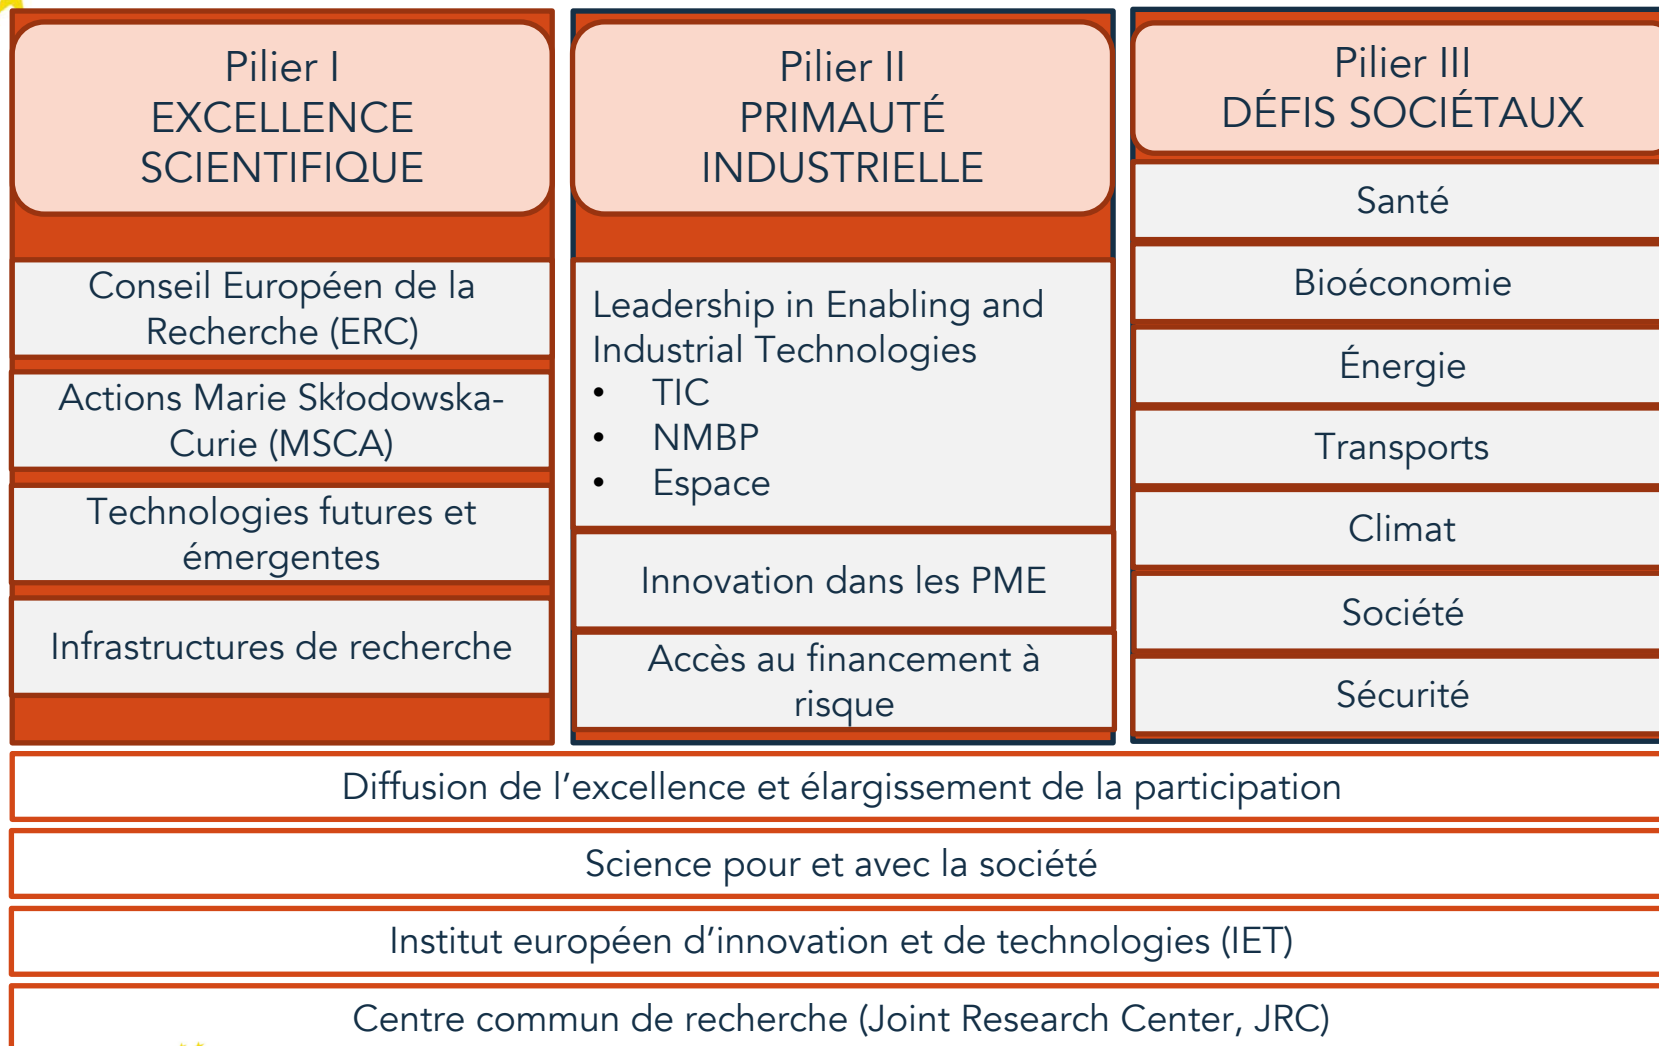 Pilier I
EXCELLENCE
SCIENTIFIQUE
Conseil Européen de la
Recherche (ERC)
Actions Marie Skłodowska-
Curie (MSCA)
Technologies futures et
émergentes
Infrastructures de recherche
Pilier II
PRIMAUTÉ
INDUSTRIELLE
Leadership in Enabling and
Industrial Technologies
• TIC
• NMBP
• Espace
Innovation dans les PME
Accès au financement à
risque
Pilier III
DÉFIS SOCIÉTAUX
Santé
Bioéconomie
Énergie
Transports
Climat
Société
Sécurité
Diffusion de l'excellence et élargissement de la participation
Science pour et avec la société
Institut européen d'innovation et de technologies (IET)
Centre commun de recherche (Joint Research Center, JRC)